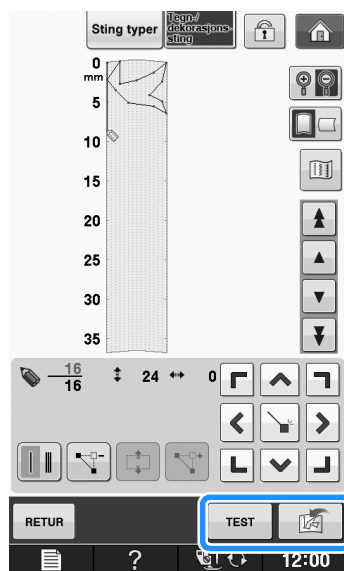 Sting typer
Tegn-/
dekorasjons-
sting
0
mm
5
10
15
20
25
30
35
16
16
24
0
RETUR
TEST
?
12:00